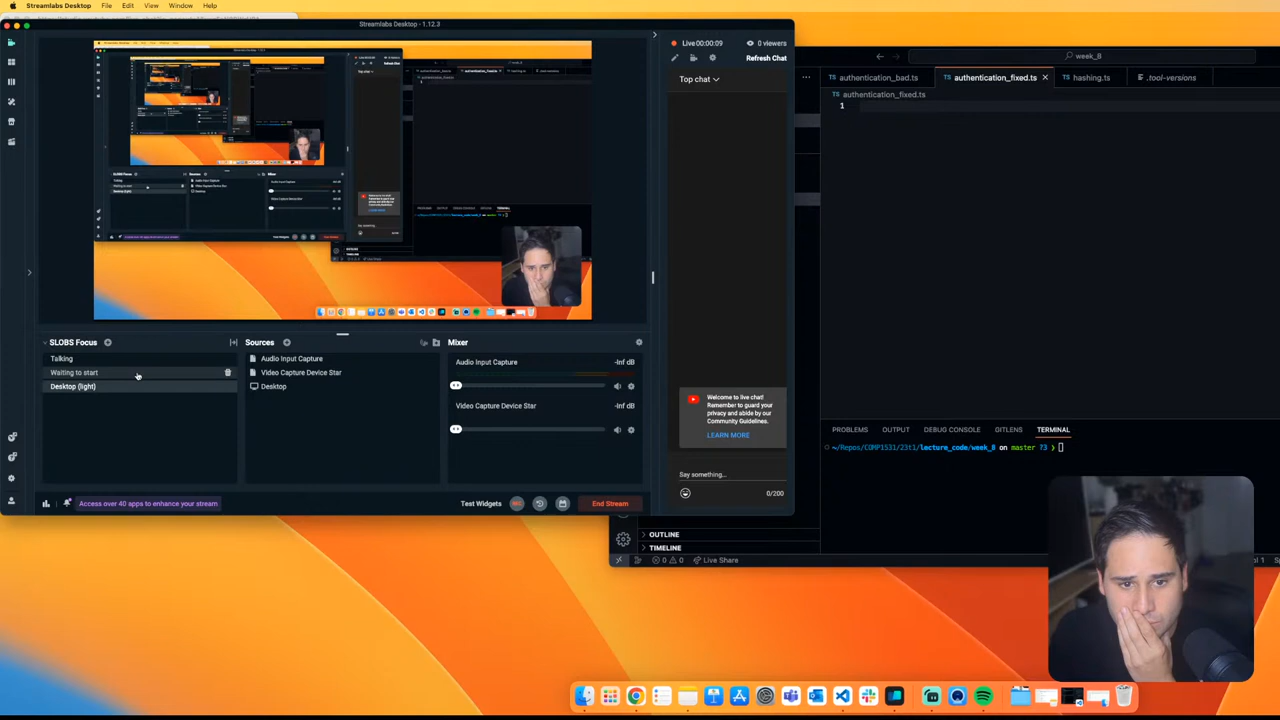 Streamlabs Desktop File Edit View Window Help
Streamlabs Desktop - 1.12.3
Live 00:00:09 0 viewers
Refresh Chat
Top chat
week_8
authentication_bad.ts authentication_fixed.ts hashing.ts .tool-versions
authentication_fixed.ts
1
SLOBS Focus
Talking
Waiting to start
Desktop (light)
Sources
Audio Input Capture
Video Capture Device Star
Desktop
Mixer
Audio Input Capture -Inf dB
Video Capture Device Star -Inf dB
Welcome to live chat!
Remember to guard your
privacy and abide by our
Community Guidelines.
LEARN MORE
Say something...
0/200
Access over 40 apps to enhance your stream
Test Widgets REC End Stream
PROBLEMS OUTPUT DEBUG CONSOLE GITLENS TERMINAL
~/Repos/COMP1531/23t1/lecture_code/week_8 on master ?3
OUTLINE
TIMELINE
0 0 Live Share